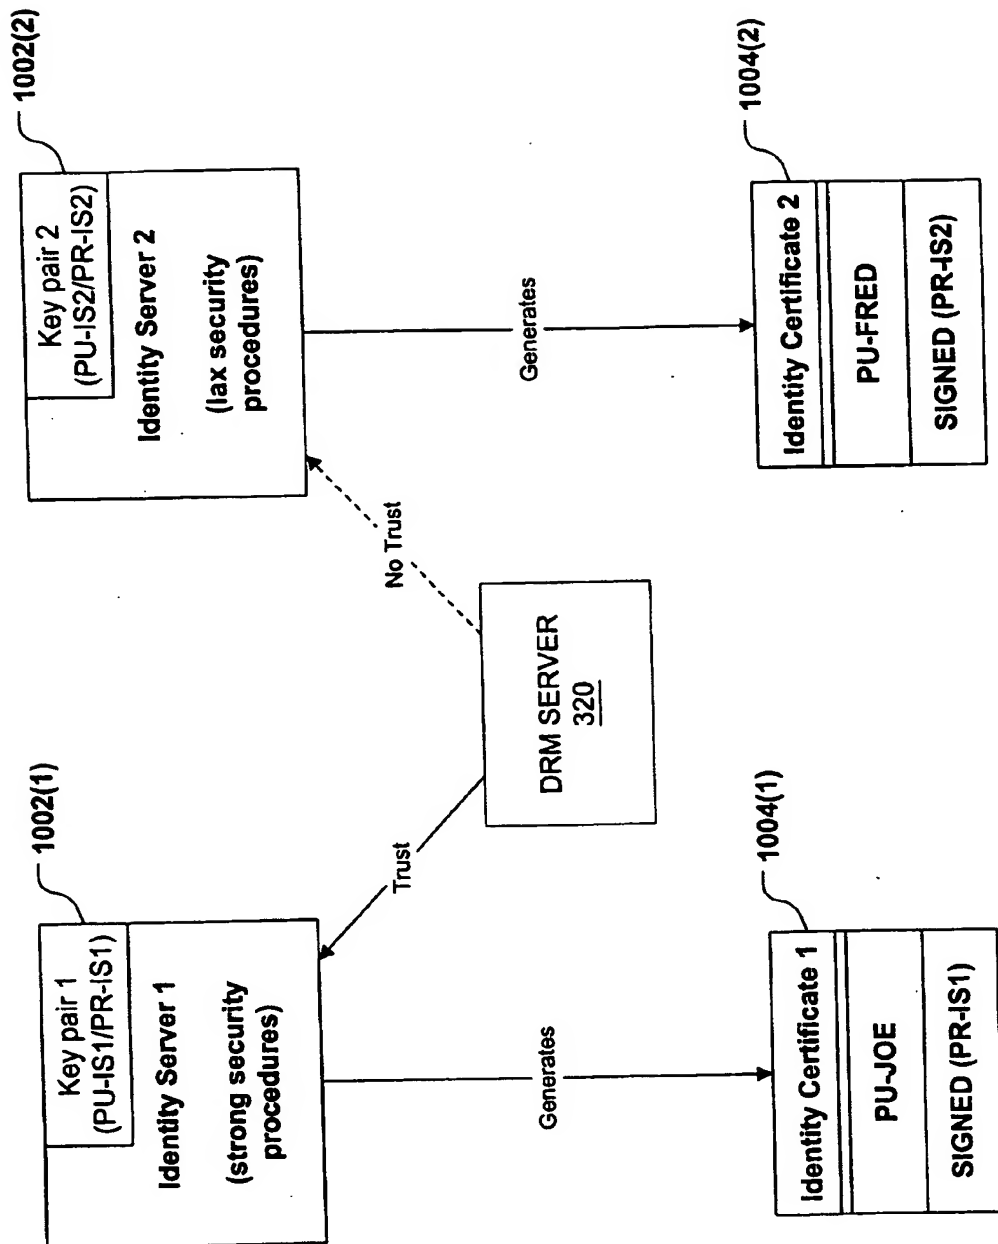 1002(1)
Key pair 1
(PU-IS1/PR-IS1)
Identity Server 1
(strong security
procedures)
1002(2)
Key pair 2
(PU-IS2/PR-IS2)
Identity Server 2
(lax security
procedures)
Trust
No Trust
DRM SERVER
320
Generates
Generates
1004(1)
Identity Certificate 1
PU-JOE
SIGNED (PR-IS1)
1004(2)
Identity Certificate 2
PU-FRED
SIGNED (PR-IS2)